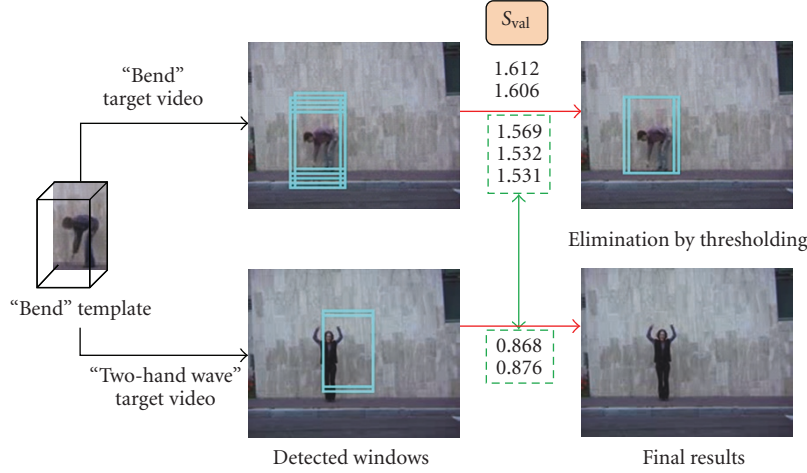 S_val
“Bend”
target video
1.612
1.606
1.569
1.532
1.531
Elimination by thresholding
“Bend” template
“Two-hand wave”
target video
0.868
0.876
Detected windows
Final results